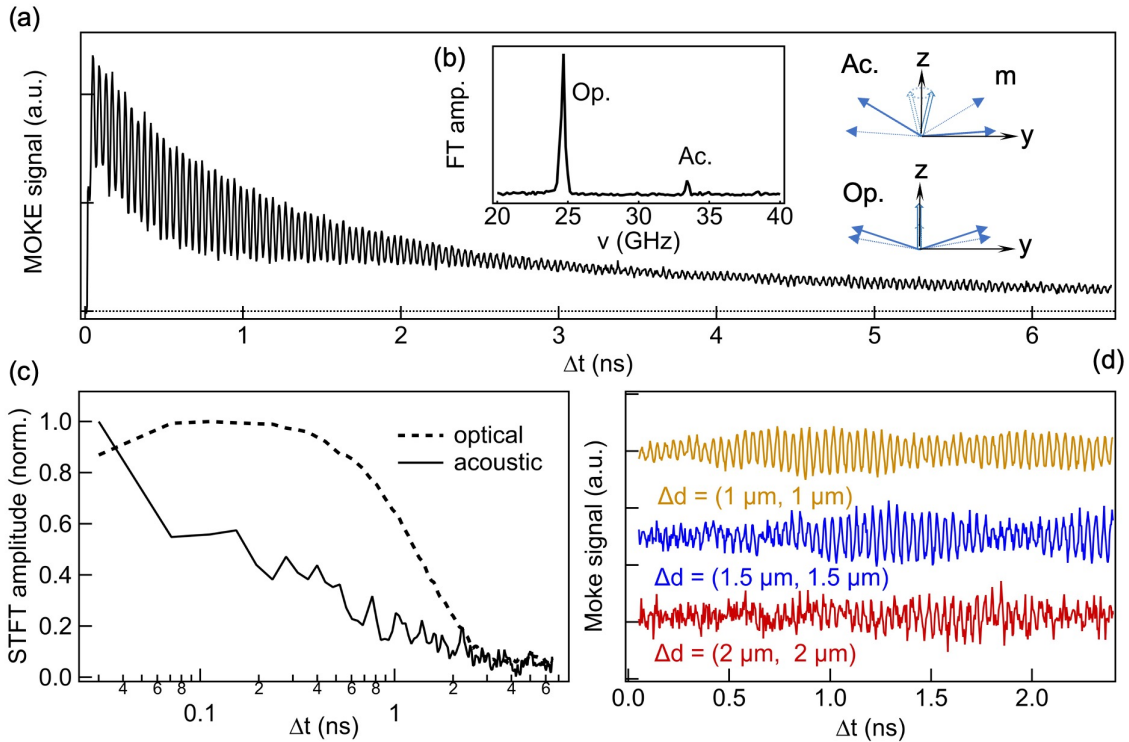 (a)
MOKE signal (a.u.)
(b)
FT amp.
Op.
Ac.
20 25 30 35 40
ν (GHz)
Ac.
z
m
y
Op.
z
y
0 1 2 3 4 5 6
Δt (ns)
(c)
STFT amplitude (norm.)
1.0
0.8
0.6
0.4
0.2
0.0
optical
acoustic
4 6 8 2 4 6 8 2 4 6
0.1 1
Δt (ns)
(d)
Moke signal (a.u.)
Δd = (1 μm, 1 μm)
Δd = (1.5 μm, 1.5 μm)
Δd = (2 μm, 2 μm)
0.0 0.5 1.0 1.5 2.0
Δt (ns)